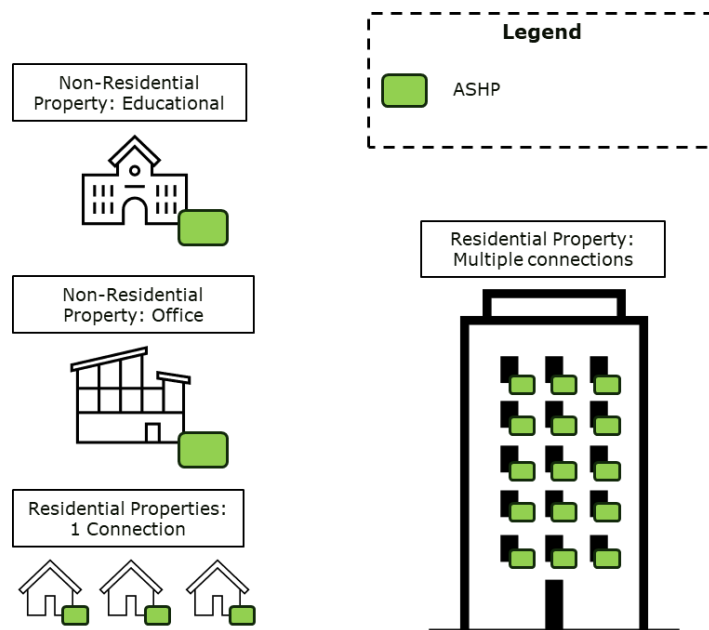 Legend
ASHP
Non-Residential
Property: Educational
Non-Residential
Property: Office
Residential Properties:
1 Connection
Residential Property:
Multiple connections